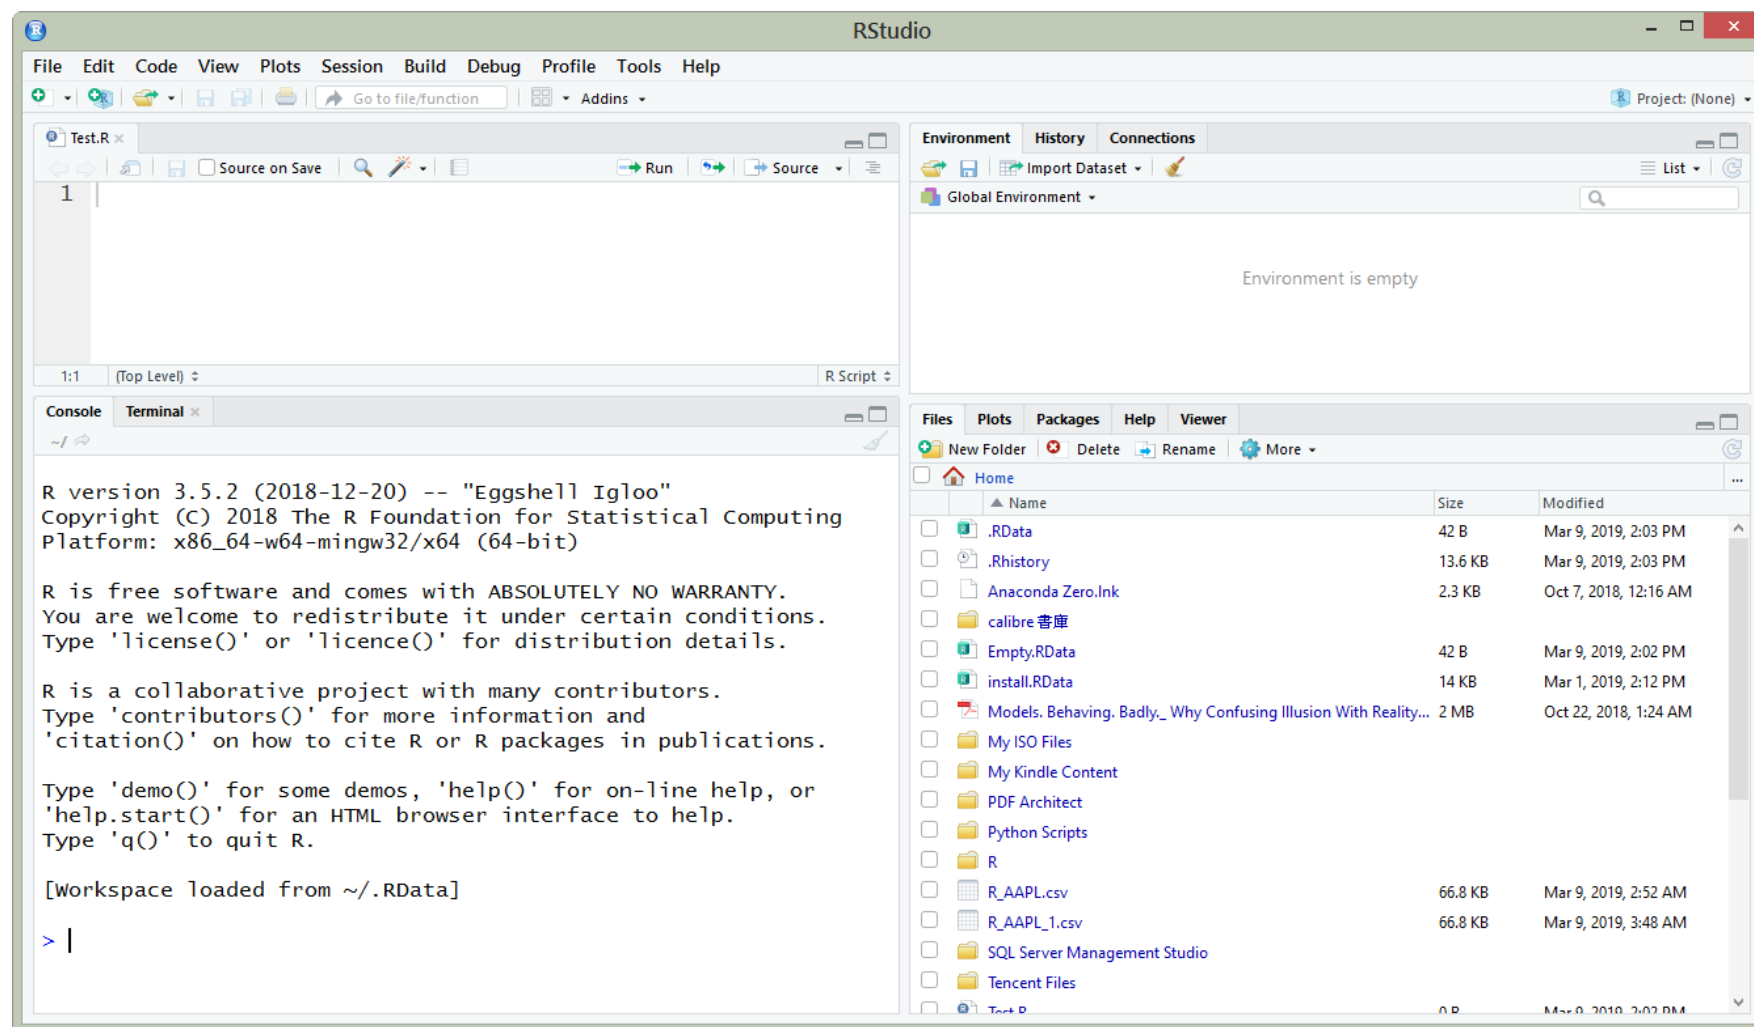 RStudio
File Edit Code View Plots Session Build Debug Profile Tools Help
Go to file/function Addins Project: (None)
Test.R
Source on Save Run Source
1
1:1 (Top Level) R Script
Console Terminal
~/
R version 3.5.2 (2018-12-20) -- "Eggshell Igloo"
Copyright (C) 2018 The R Foundation for Statistical Computing
Platform: x86_64-w64-mingw32/x64 (64-bit)
R is free software and comes with ABSOLUTELY NO WARRANTY.
You are welcome to redistribute it under certain conditions.
Type 'license()' or 'licence()' for distribution details.
R is a collaborative project with many contributors.
Type 'contributors()' for more information and
'citation()' on how to cite R or R packages in publications.
Type 'demo()' for some demos, 'help()' for on-line help, or
'help.start()' for an HTML browser interface to help.
Type 'q()' to quit R.
[Workspace loaded from ~/.RData]
>
Environment History Connections
Import Dataset List
Global Environment
Environment is empty
Files Plots Packages Help Viewer
New Folder Delete Rename More
Home ...
Name Size Modified
.RData 42 B Mar 9, 2019, 2:03 PM
.Rhistory 13.6 KB Mar 9, 2019, 2:03 PM
Anaconda Zero.lnk 2.3 KB Oct 7, 2018, 12:16 AM
calibre 書庫
Empty.RData 42 B Mar 9, 2019, 2:02 PM
install.RData 14 KB Mar 1, 2019, 2:12 PM
Models. Behaving. Badly._ Why Confusing Illusion With Reality... 2 MB Oct 22, 2018, 1:24 AM
My ISO Files
My Kindle Content
PDF Architect
Python Scripts
R
R_AAPL.csv 66.8 KB Mar 9, 2019, 2:52 AM
R_AAPL_1.csv 66.8 KB Mar 9, 2019, 3:48 AM
SQL Server Management Studio
Tencent Files
Test.R 0 B Mar 9, 2019, 2:02 PM